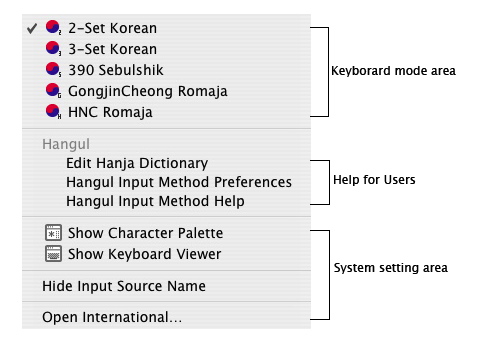 2-Set Korean
3-Set Korean
390 Sebulshik
GongjinCheong Romaja
HNC Romaja
Keyborard mode area
Hangul
Edit Hanja Dictionary
Hangul Input Method Preferences
Hangul Input Method Help
Help for Users
Show Character Palette
Show Keyboard Viewer
Hide Input Source Name
Open International...
System setting area